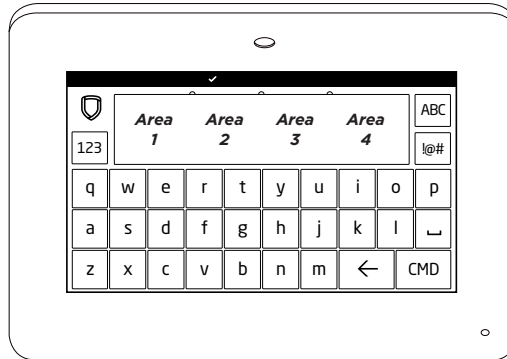 ABC
Area Area Area Area
1 2 3 4
123 !@#
q w e r t y u i o p
a s d f g h j k l
z x c v b n m CMD